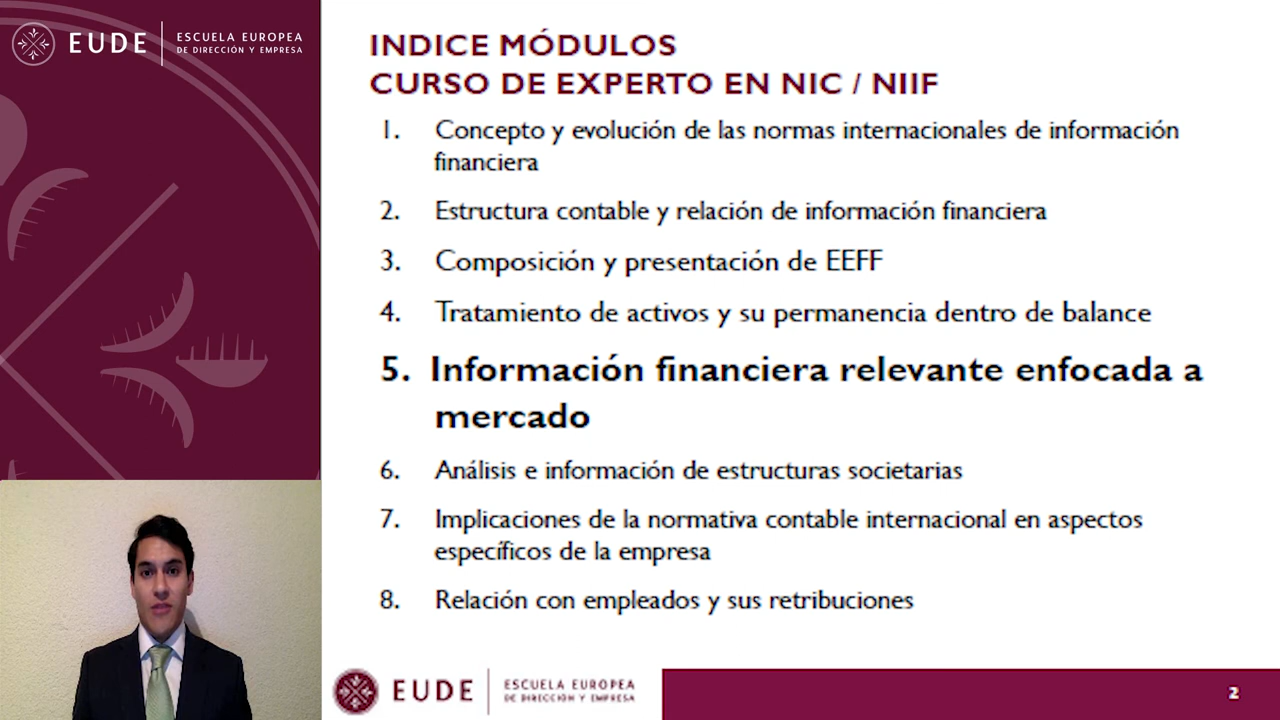 EUDE
ESCUELA EUROPEA
DE DIRECCIÓN Y EMPRESA
INDICE MÓDULOS
CURSO DE EXPERTO EN NIC / NIIF
1. Concepto y evolución de las normas internacionales de información
financiera
2. Estructura contable y relación de información financiera
3. Composición y presentación de EEFF
4. Tratamiento de activos y su permanencia dentro de balance
5. Información financiera relevante enfocada a
mercado
6. Análisis e información de estructuras societarias
7. Implicaciones de la normativa contable internacional en aspectos
específicos de la empresa
8. Relación con empleados y sus retribuciones
EUDE
ESCUELA EUROPEA
DE DIRECCIÓN Y EMPRESA
2